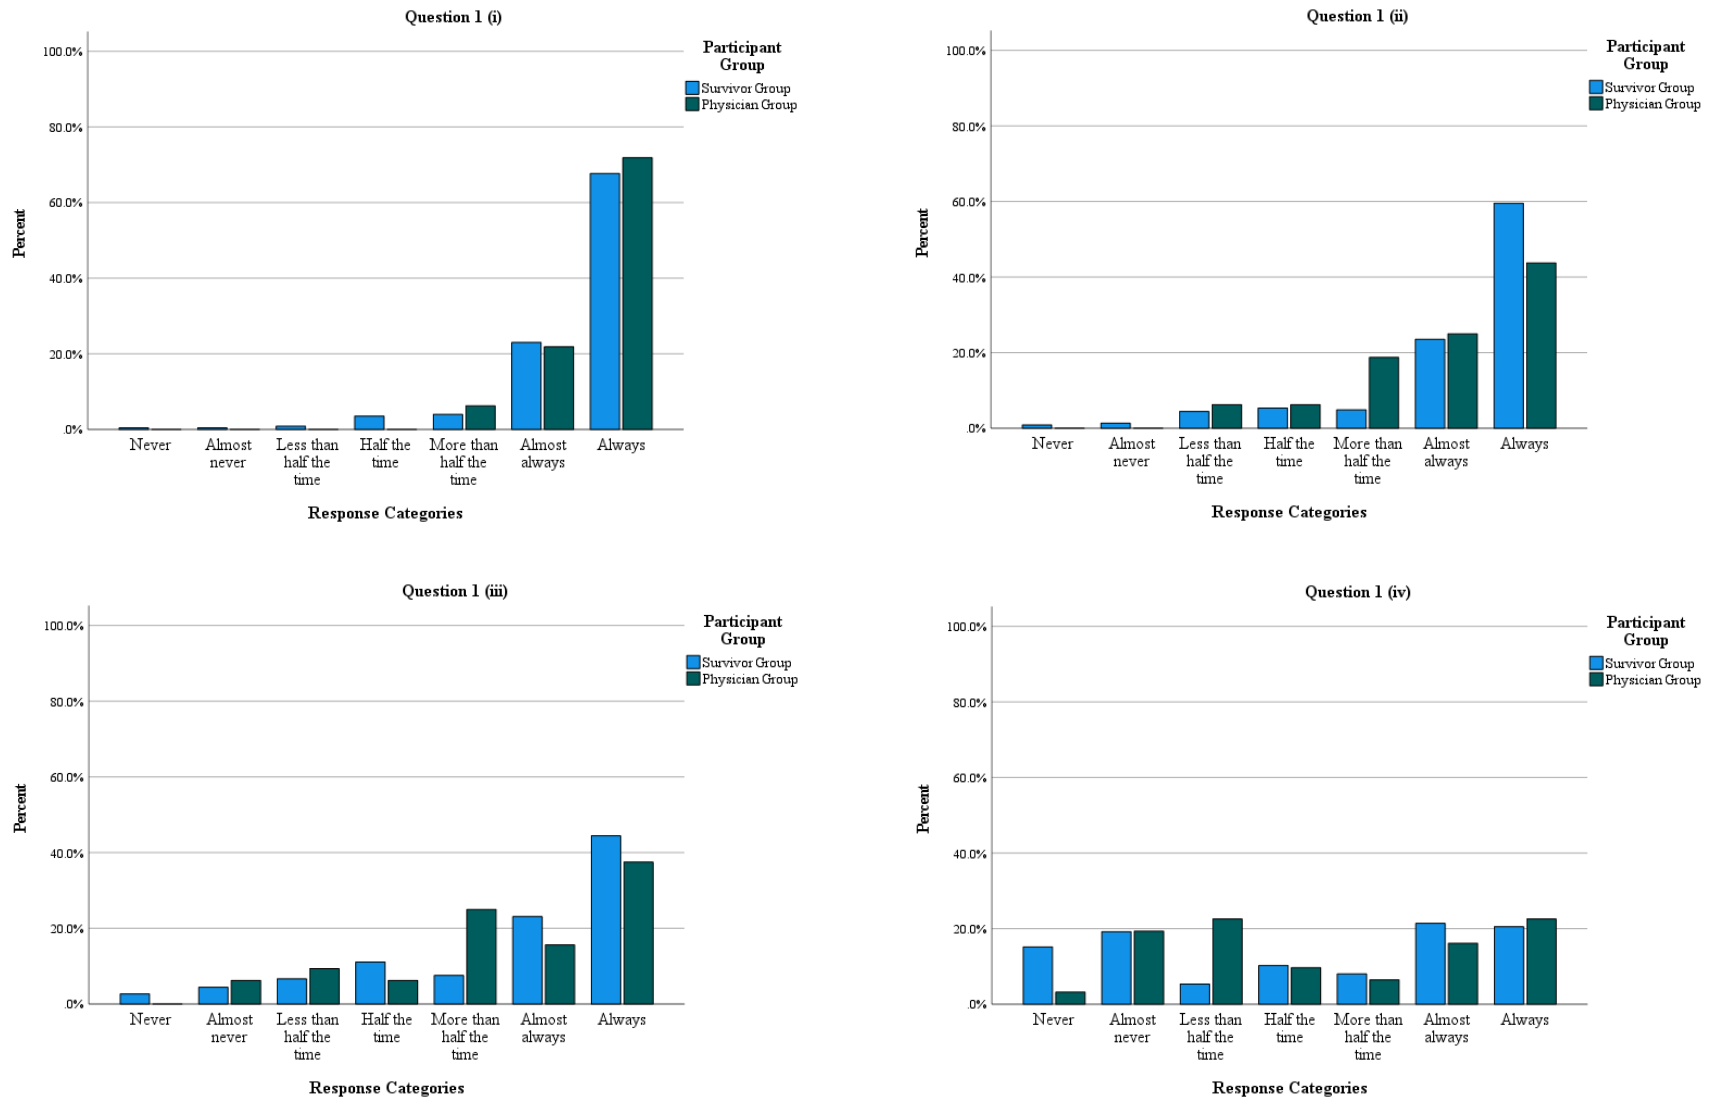 Question 1 (i)
100.0%
80.0%
60.0%
40.0%
20.0%
.0%
Percent
Never
Almost
never
Less than
half the
time
Half the
time
More than
half the
time
Almost
always
Always
Response Categories
Participant
Group
Survivor Group
Physician Group
Question 1 (ii)
100.0%
80.0%
60.0%
40.0%
20.0%
.0%
Percent
Never
Almost
never
Less than
half the
time
Half the
time
More than
half the
time
Almost
always
Always
Response Categories
Participant
Group
Survivor Group
Physician Group
Question 1 (iii)
100.0%
80.0%
60.0%
40.0%
20.0%
.0%
Percent
Never
Almost
never
Less than
half the
time
Half the
time
More than
half the
time
Almost
always
Always
Response Categories
Participant
Group
Survivor Group
Physician Group
Question 1 (iv)
100.0%
80.0%
60.0%
40.0%
20.0%
.0%
Percent
Never
Almost
never
Less than
half the
time
Half the
time
More than
half the
time
Almost
always
Always
Response Categories
Participant
Group
Survivor Group
Physician Group